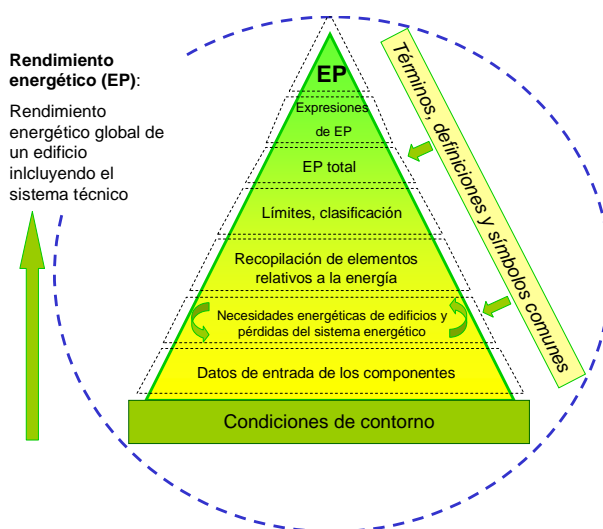 Rendimiento
energético (EP):
Rendimiento
energético global de
un edificio
inlcluyendo el
sistema técnico
EP
Expresiones
de EP
EP total
Límites, clasificación
Recopilación de elementos
relativos a la energía
Necesidades energéticas de edificios y
pérdidas del sistema energético
Datos de entrada de los componentes
Condiciones de contorno
Términos, definiciones y símbolos comunes